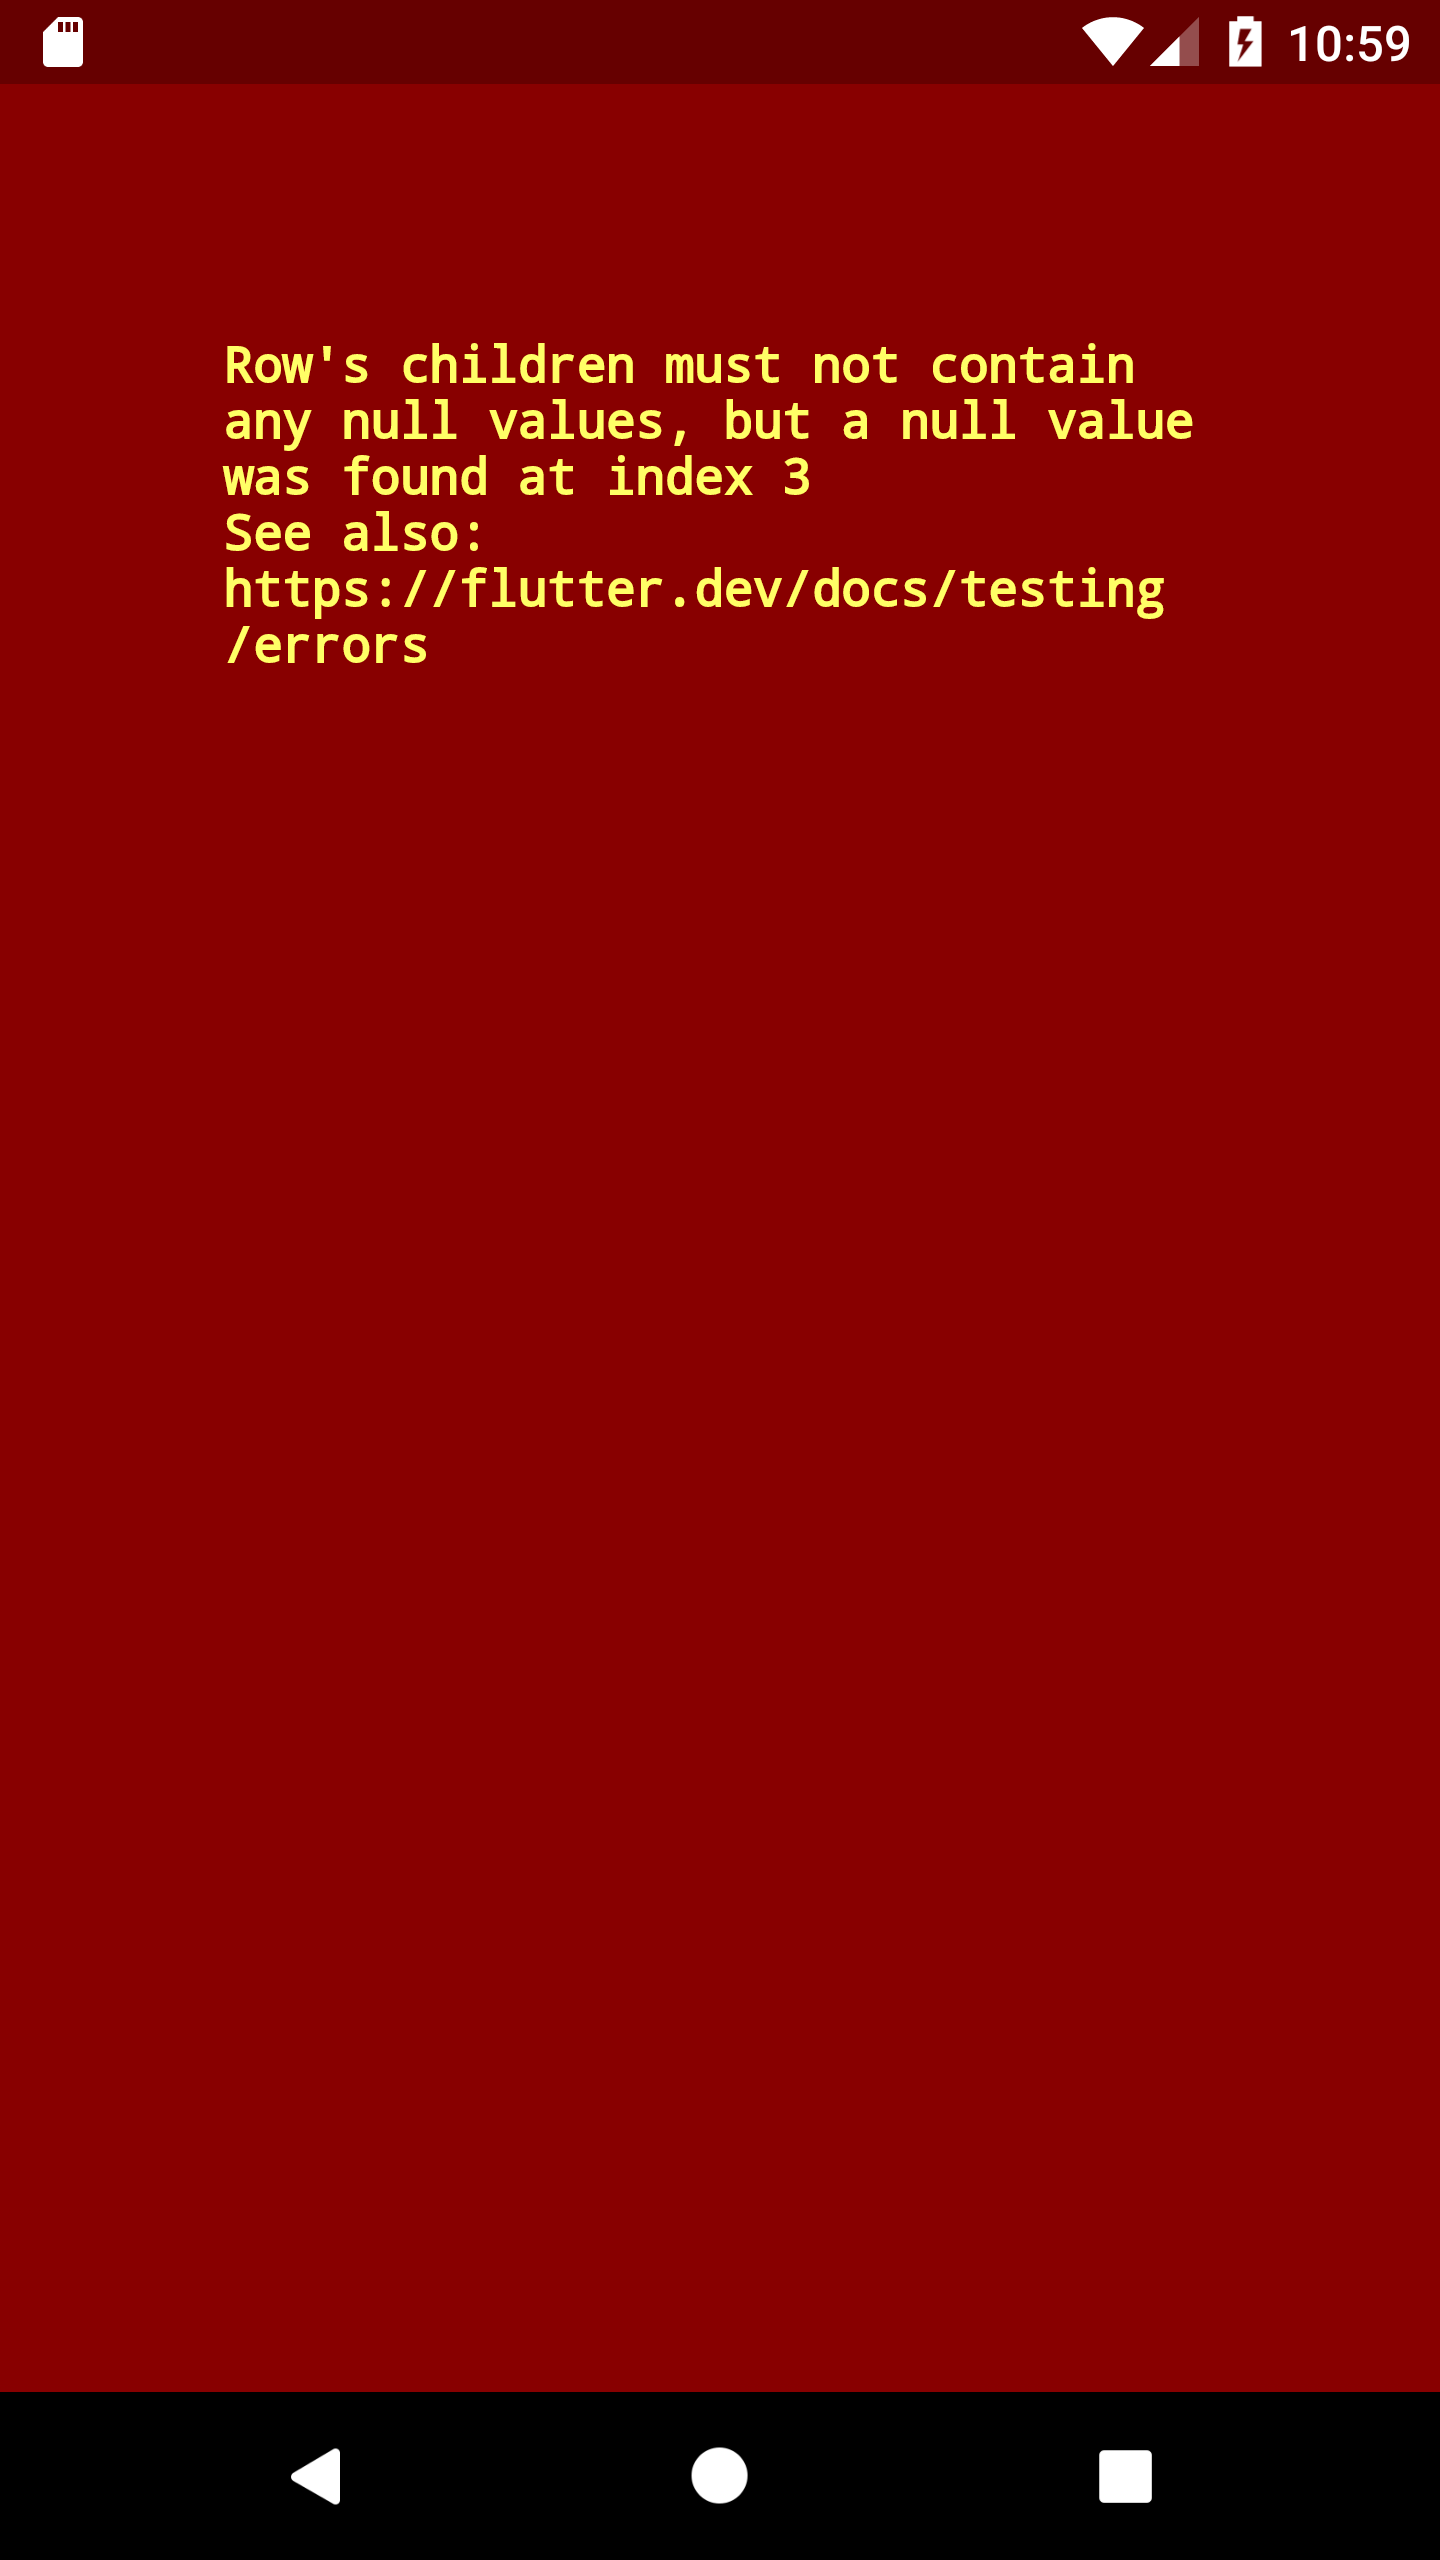 10:59
Row's children must not contain
any null values, but a null value
was found at index 3
See also:
https://flutter.dev/docs/testing
/errors